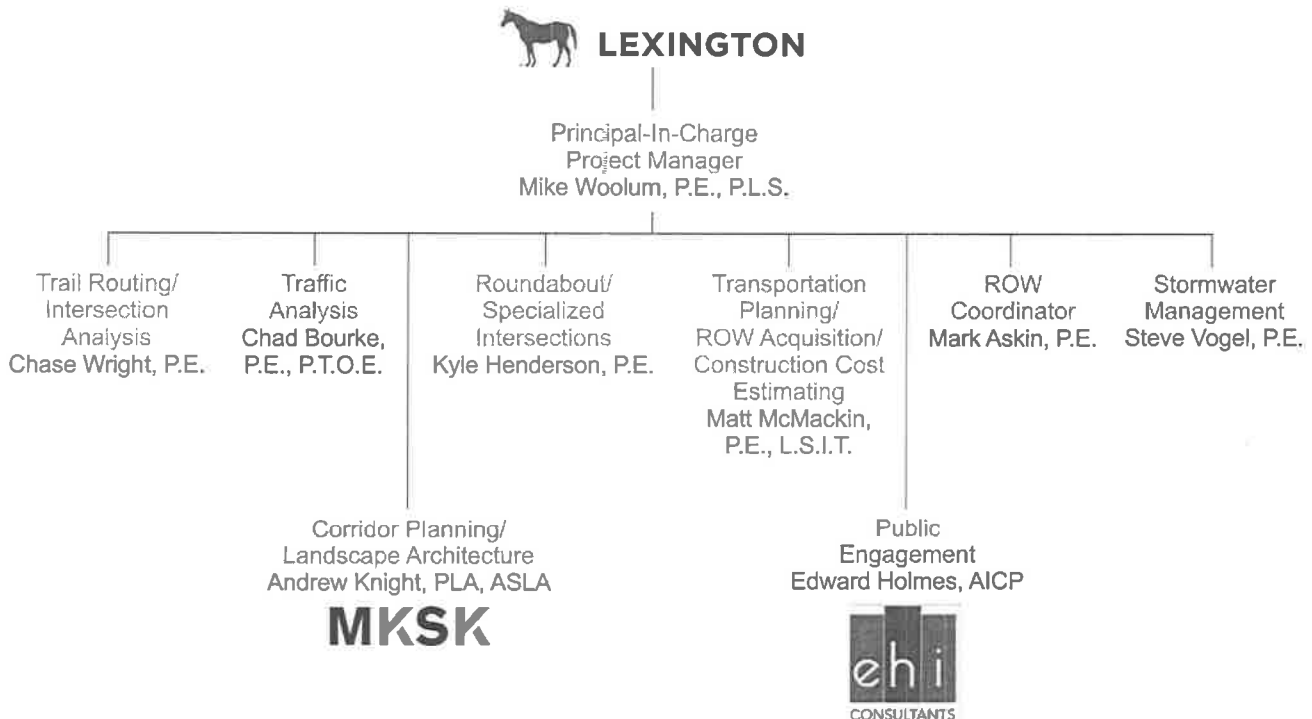 LEXINGTON
Principal-In-Charge
Project Manager
Mike Woolum, P.E., P.L.S.
Trail Routing/
Intersection
Analysis
Chase Wright, P.E.
Traffic
Analysis
Chad Bourke,
P.E., P.T.O.E.
Roundabout/
Specialized
Intersections
Kyle Henderson, P.E.
Transportation
Planning/
ROW Acquisition/
Construction Cost
Estimating
Matt McMackin,
P.E., L.S.I.T.
ROW
Coordinator
Mark Askin, P.E.
Stormwater
Management
Steve Vogel, P.E.
Corridor Planning/
Landscape Architecture
Andrew Knight, PLA, ASLA
MKSK
Public
Engagement
Edward Holmes, AICP
ehi
CONSULTANTS